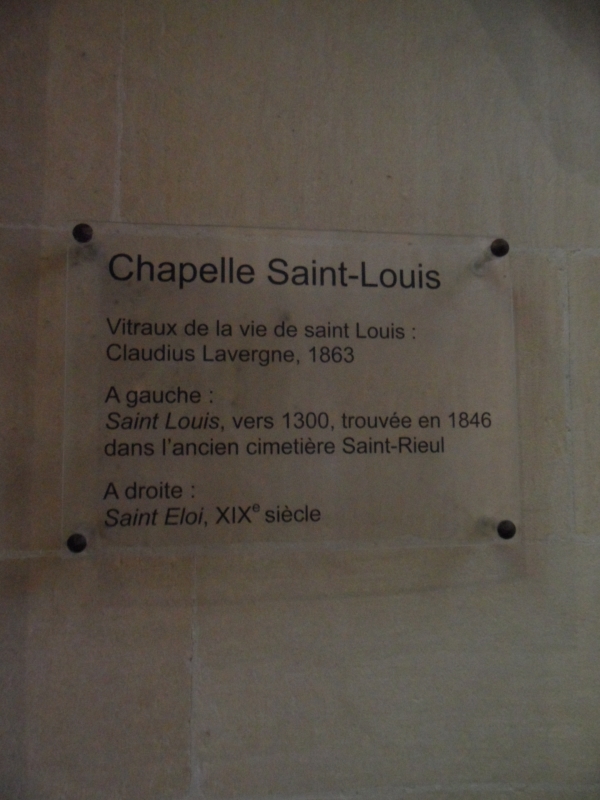 Chapelle Saint-Louis
Vitraux de la vie de saint Louis :
Claudius Lavergne, 1863
A gauche :
Saint Louis, vers 1300, trouvée en 1846
dans l'ancien cimetière Saint-Rieul
A droite :
Saint Eloi, XIXe siècle